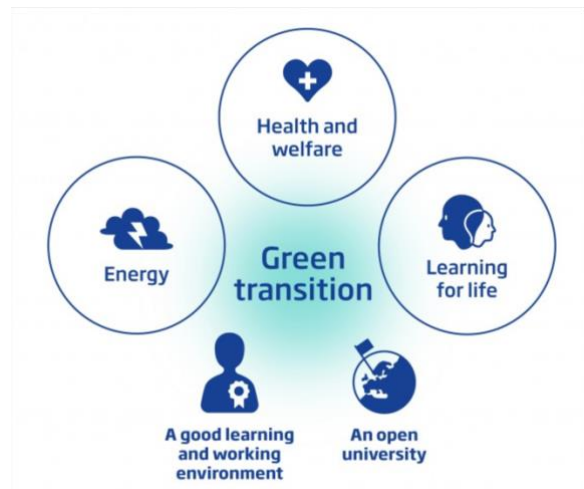 Health and
welfare
Energy
Green
transition
Learning
for life
A good learning
and working
environment
An open
university